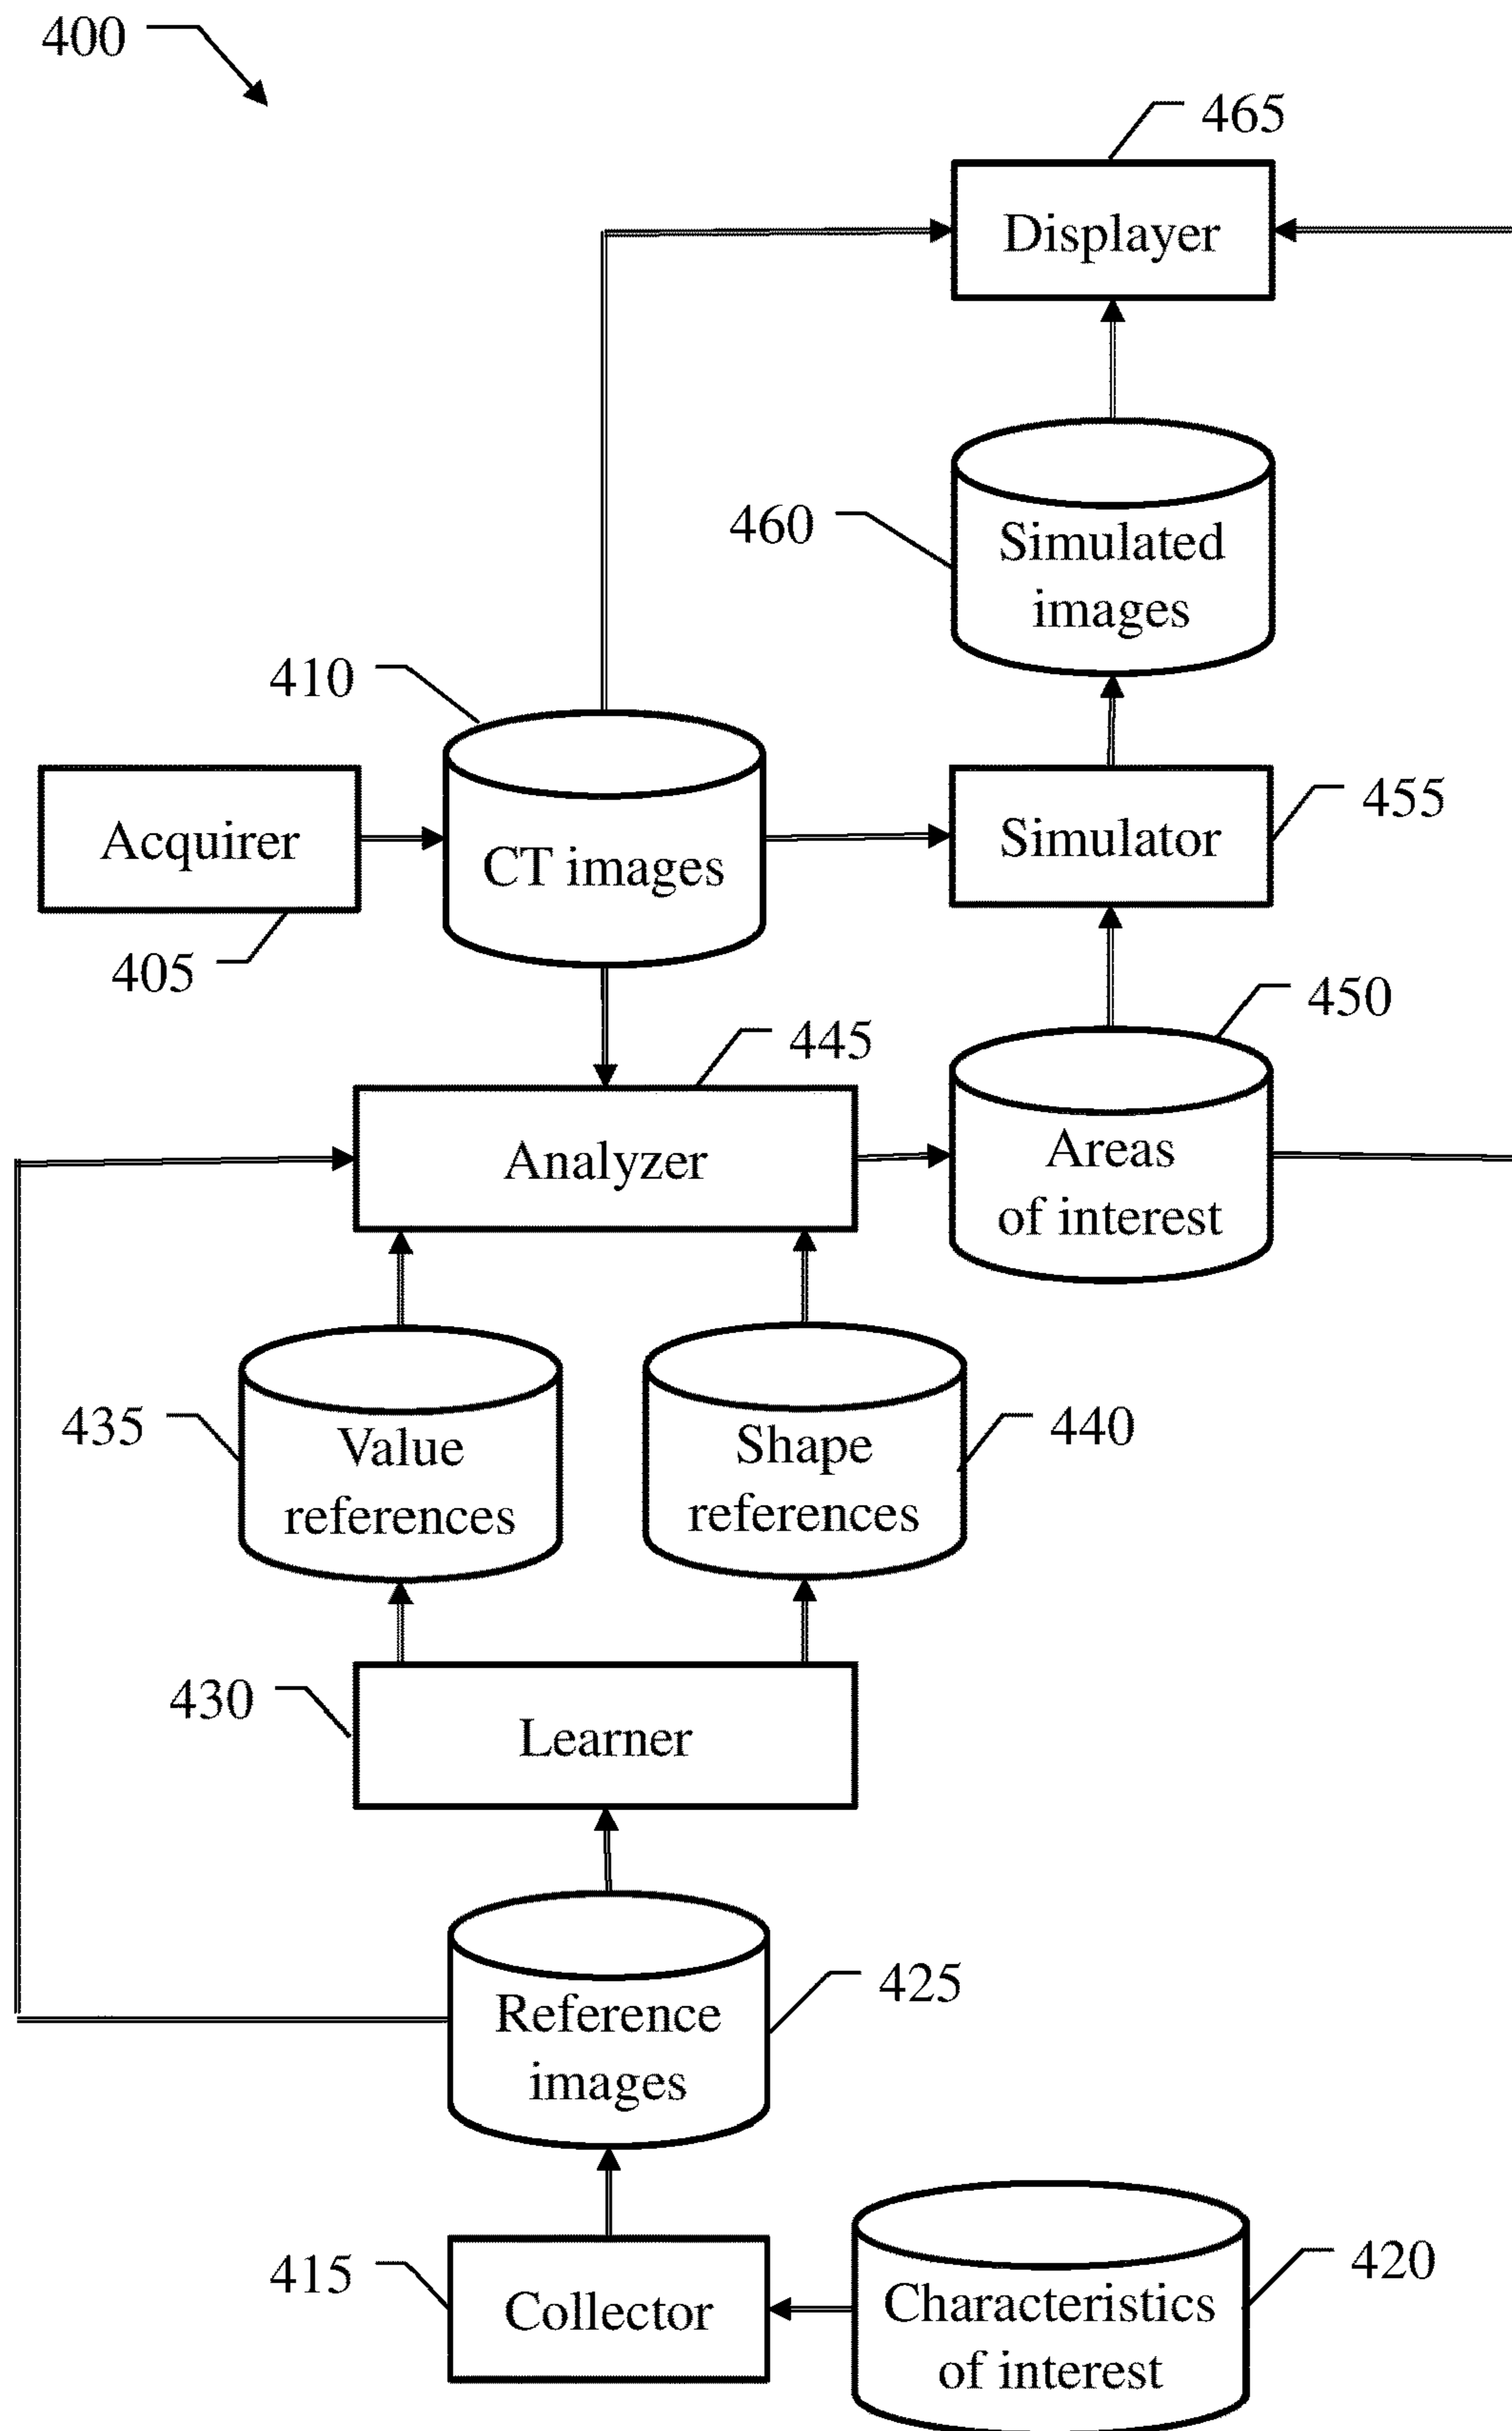 400
465
Displayer
460
Simulated
images
410
Acquirer
CT images
Simulator
455
405
450
445
Analyzer
Areas
of interest
435
Value
references
Shape
references
440
430
Learner
425
Reference
images
415
Collector
Characteristics
of interest
420